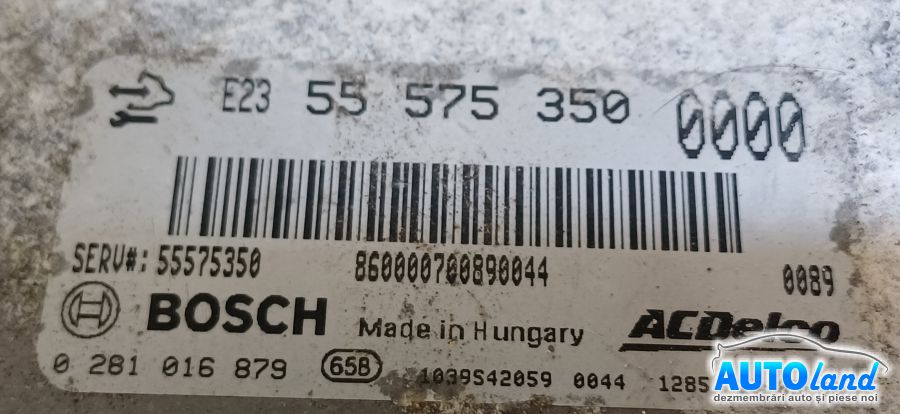 E23 55 575 350 0000
SERV#: 55575350 860000700890044 0089
BOSCH Made in Hungary ACDelco
0 281 016 879 65B 1039S42059 0044 1285
AUTOland
dezmembrări auto și piese noi